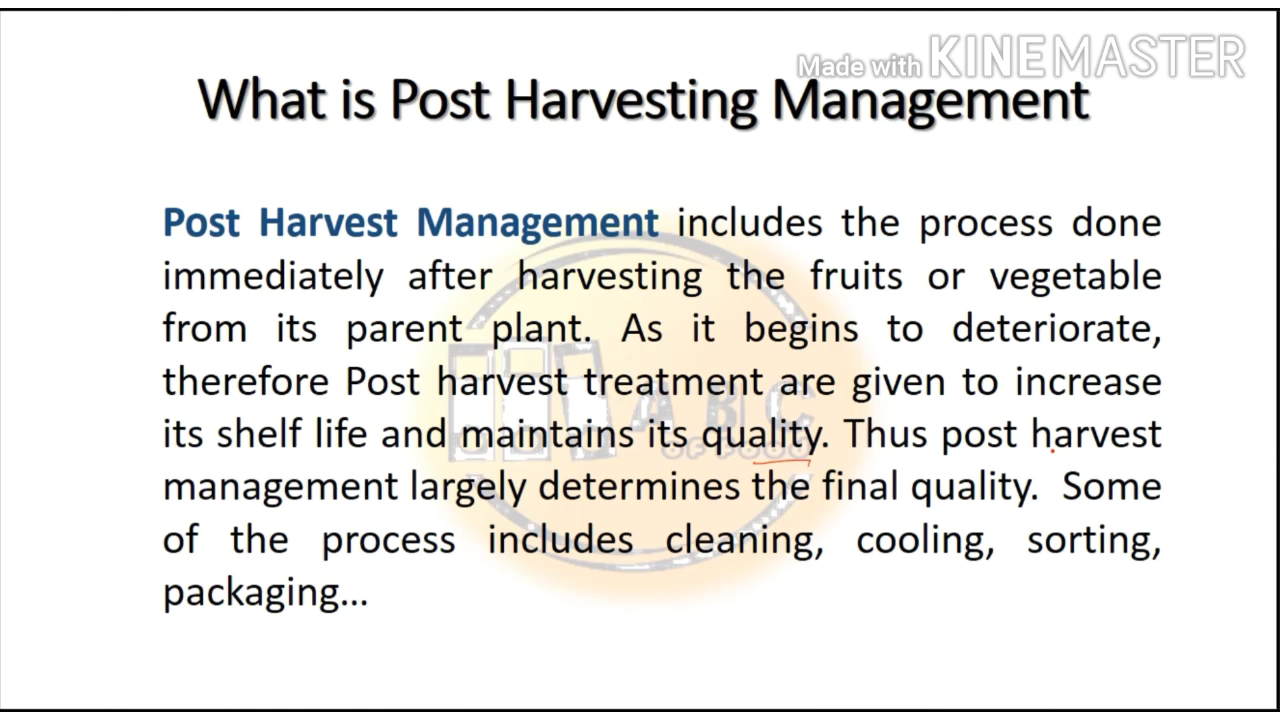 Made with KINEMASTER
What is Post Harvesting Management
Post Harvest Management includes the process done
immediately after harvesting the fruits or vegetable
from its parent plant. As it begins to deteriorate,
therefore Post harvest treatment are given to increase
its shelf life and maintains its quality. Thus post harvest
management largely determines the final quality. Some
of the process includes cleaning, cooling, sorting,
packaging...
ABC
OF FOOD